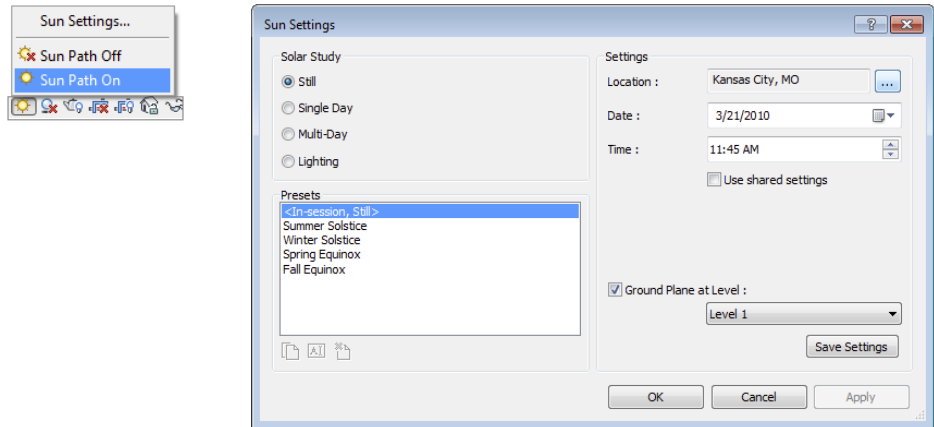 Sun Settings...
Sun Path Off
Sun Path On
Sun Settings
Solar Study
Still
Single Day
Multi-Day
Lighting
Presets
<In-session, Still>
Summer Solstice
Winter Solstice
Spring Equinox
Fall Equinox
Settings
Location : Kansas City, MO ...
Date : 3/21/2010
Time : 11:45 AM
Use shared settings
Ground Plane at Level :
Level 1
Save Settings
OK Cancel Apply